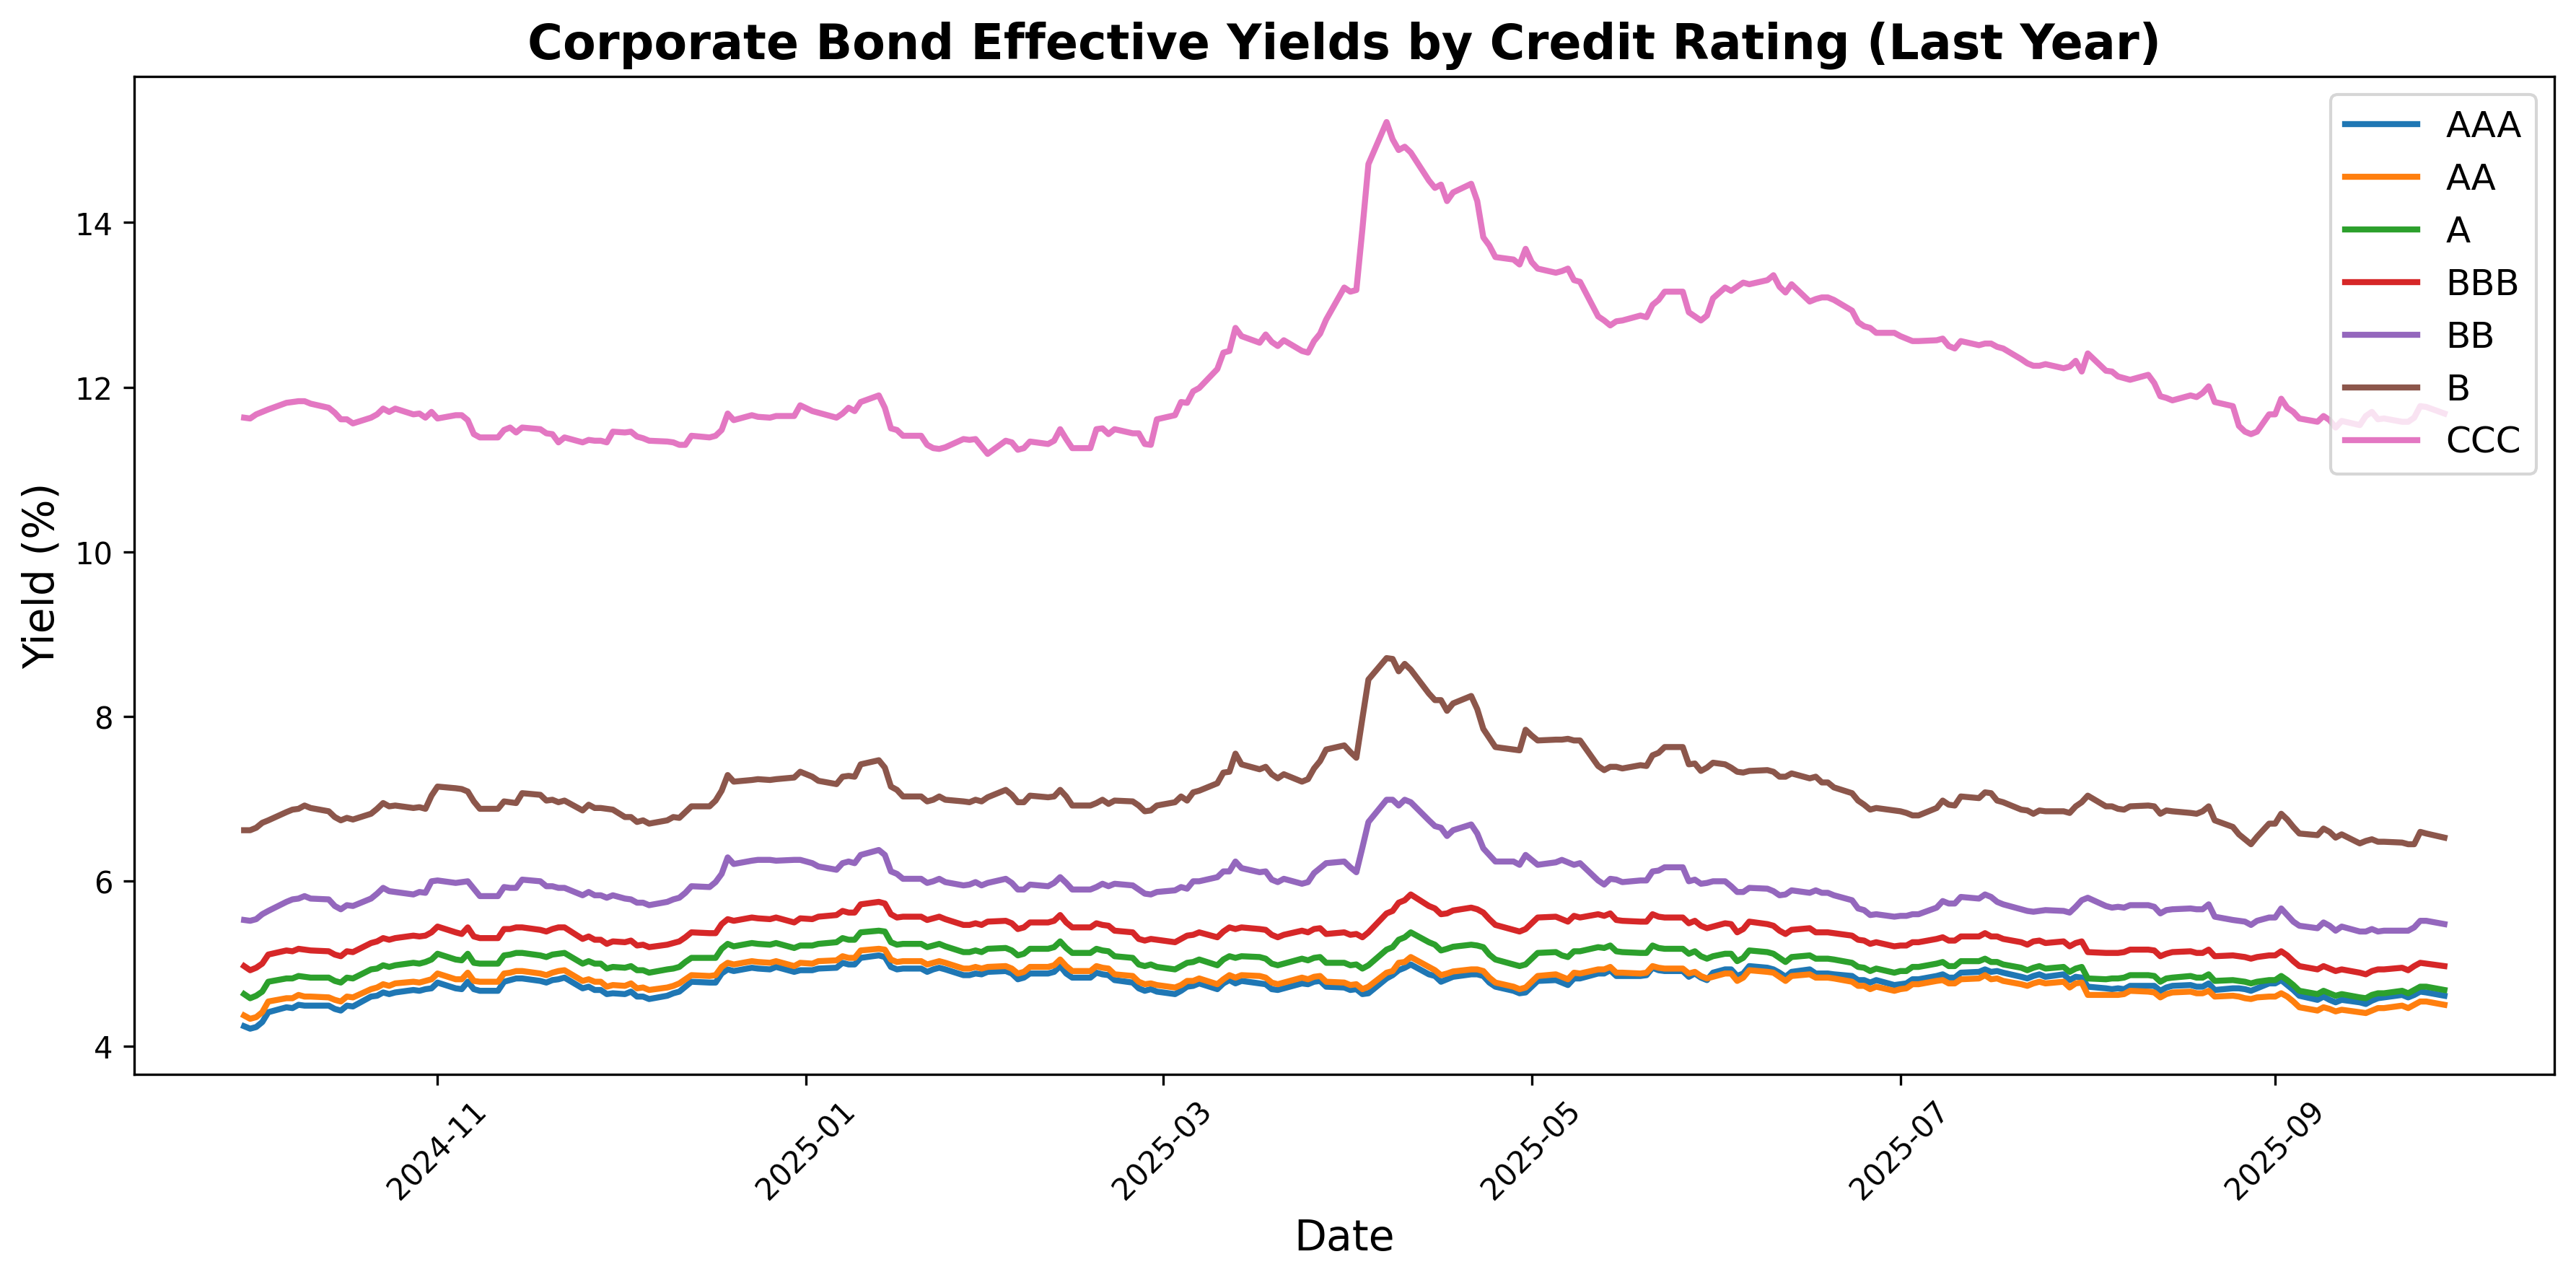 Corporate Bond Effective Yields by Credit Rating (Last Year)
AAA
AA
A
BBB
BB
B
CCC
Yield (%)
14
12
10
8
6
4
2024-11
2025-01
2025-03
2025-05
2025-07
2025-09
Date